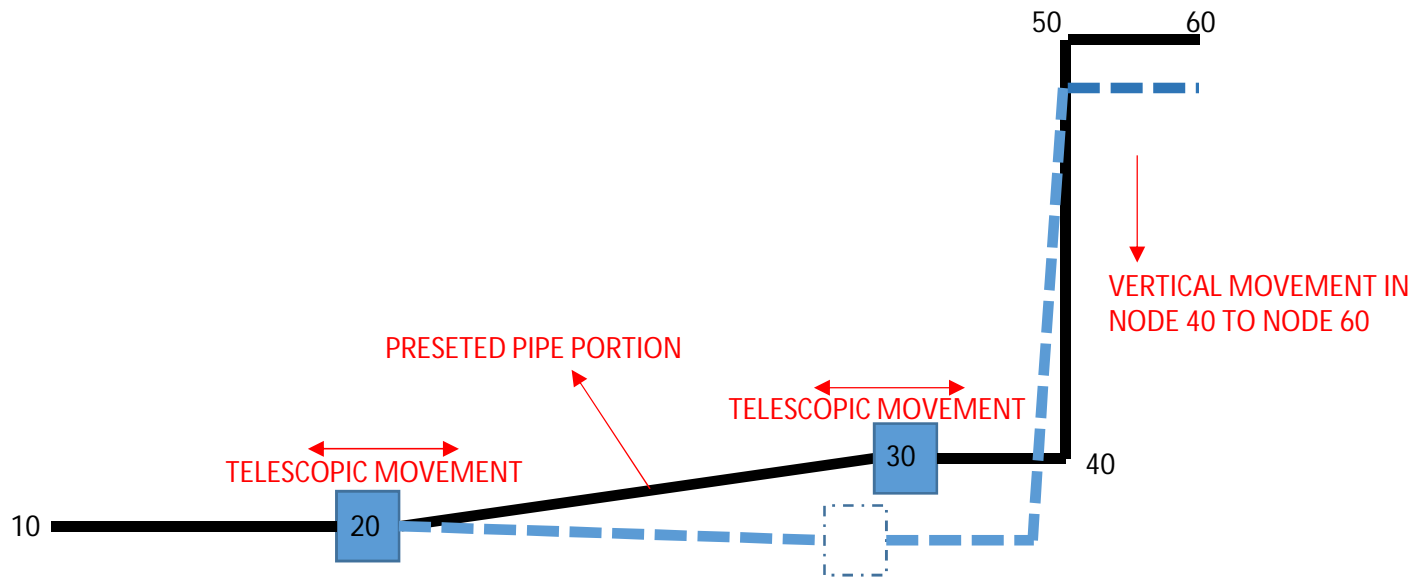 50
60
VERTICAL MOVEMENT IN
NODE 40 TO NODE 60
PRESETED PIPE PORTION
TELESCOPIC MOVEMENT
30
40
TELESCOPIC MOVEMENT
10
20